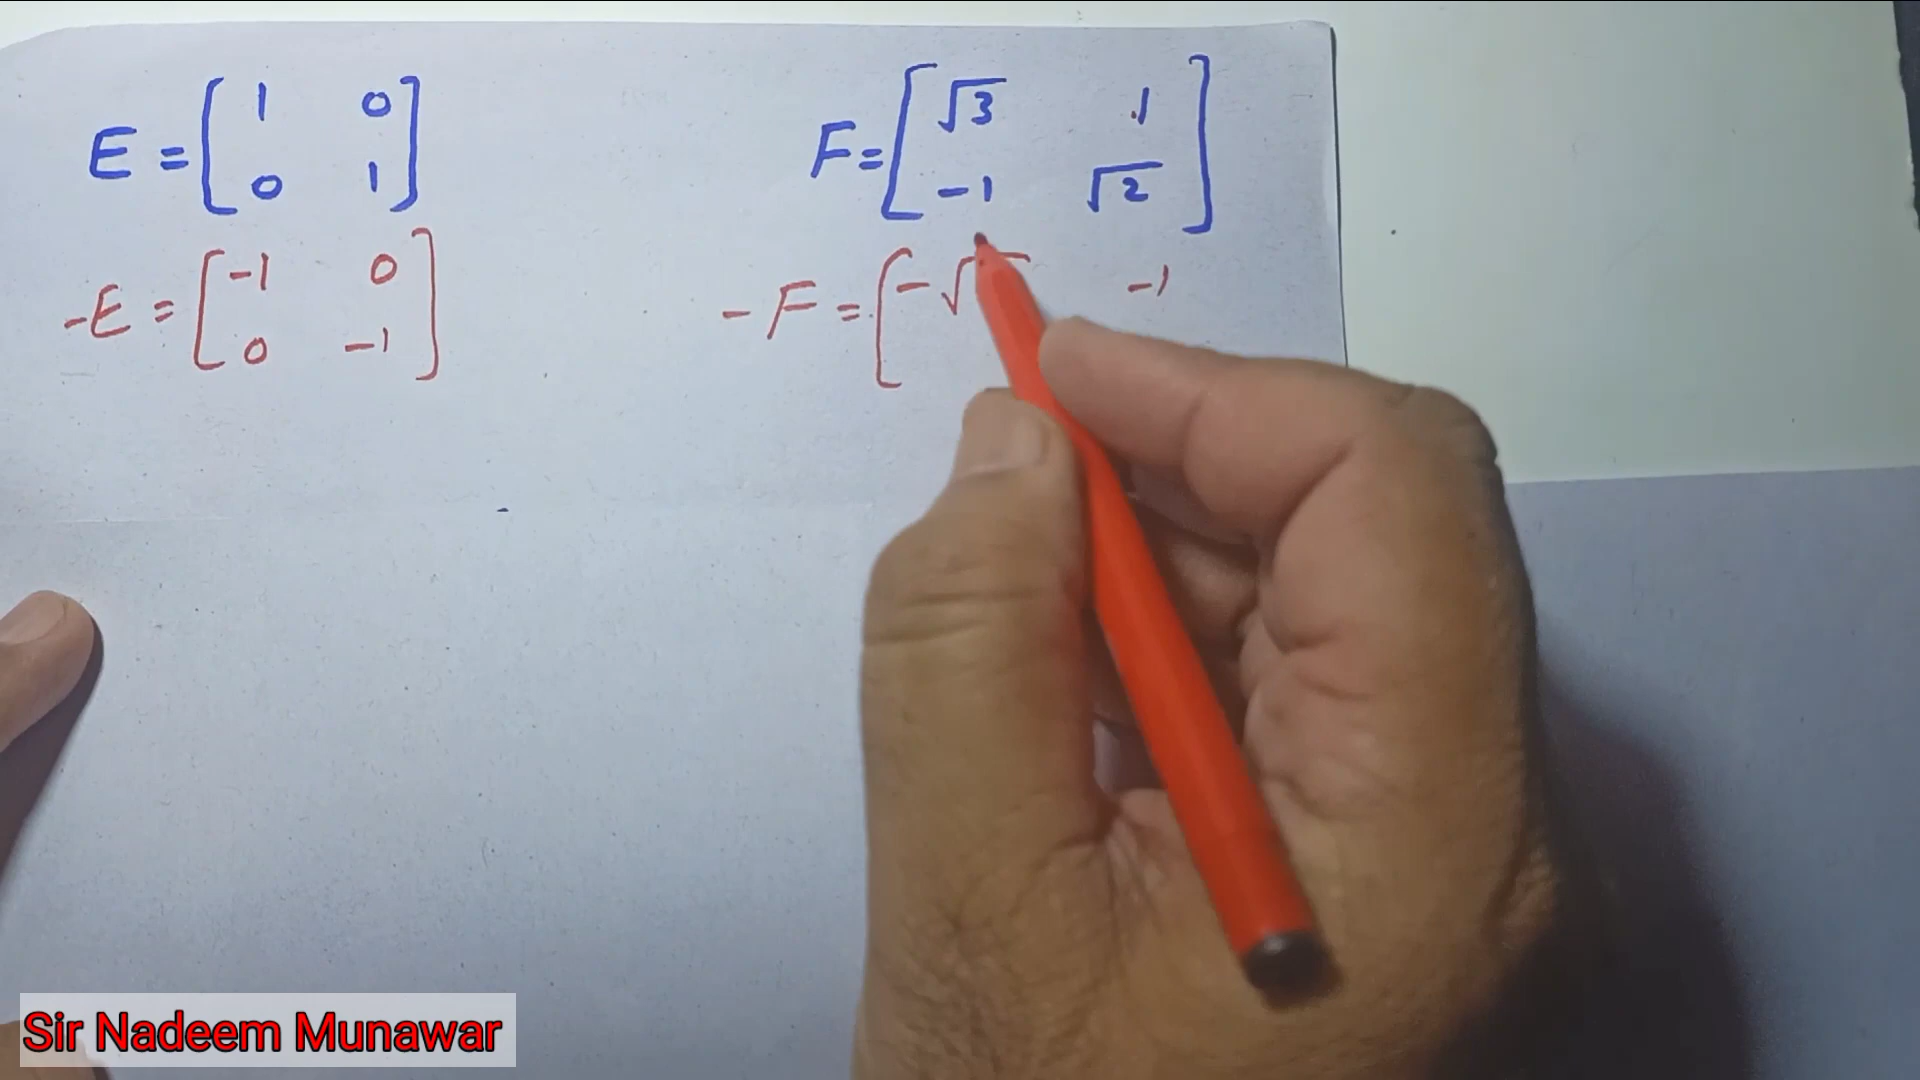 E = [ 1 0
0 1 ]
F = [ √3 1
-1 √2 ]
-E = [ -1 0
0 -1 ]
- F = [ -√ -1
Sir Nadeem Munawar